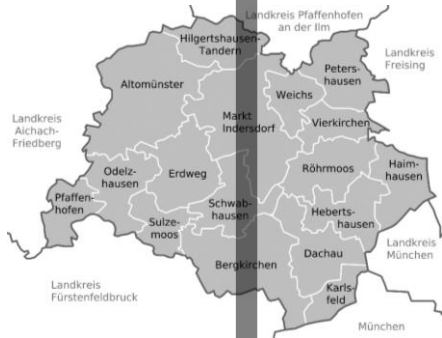 Landkreis Pfaffenhofen
an der Ilm
Hilgertshausen-
Tandern
Landkreis
Freising
Peters-
hausen
Altomünster
Weichs
Landkreis
Aichach-
Friedberg
Markt
Indersdorf
Vierkirchen
Odelz-
hausen
Erdweg
Röhrmoos
Haim-
hausen
Pfaffen-
hofen
Schwab-
hausen
Sulze-
moos
Heberts-
hausen
Bergkirchen
Dachau
Landkreis
München
Landkreis
Fürstenfeldbruck
Karls-
feld
München